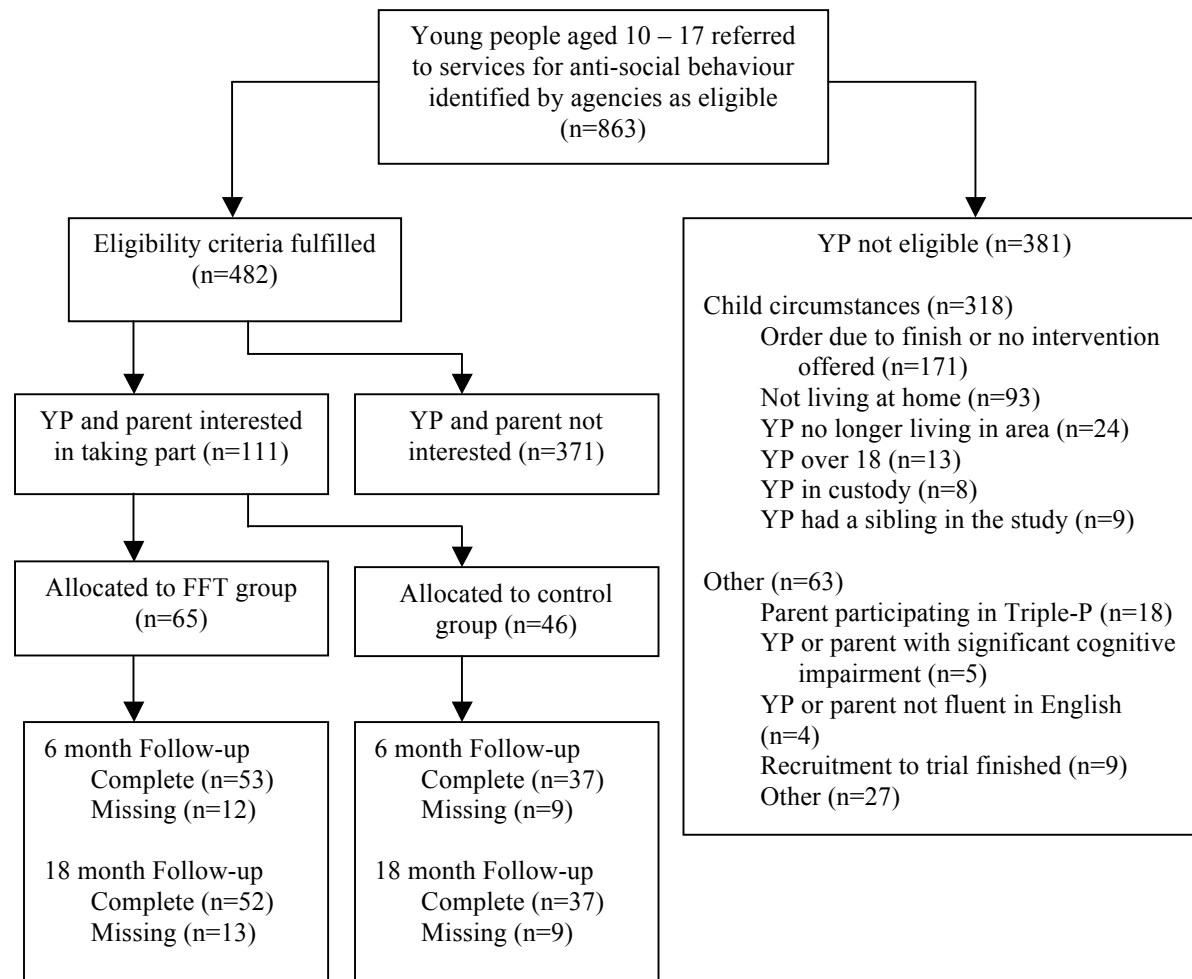 Young people aged 10 – 17 referred
to services for anti-social behaviour
identified by agencies as eligible
(n=863)
Eligibility criteria fulfilled
(n=482)
YP and parent interested
in taking part (n=111)
YP and parent not
interested (n=371)
Allocated to FFT group
(n=65)
Allocated to control
group (n=46)
6 month Follow-up
Complete (n=53)
Missing (n=12)
18 month Follow-up
Complete (n=52)
Missing (n=13)
6 month Follow-up
Complete (n=37)
Missing (n=9)
18 month Follow-up
Complete (n=37)
Missing (n=9)
YP not eligible (n=381)
Child circumstances (n=318)
Order due to finish or no intervention
offered (n=171)
Not living at home (n=93)
YP no longer living in area (n=24)
YP over 18 (n=13)
YP in custody (n=8)
YP had a sibling in the study (n=9)
Other (n=63)
Parent participating in Triple-P (n=18)
YP or parent with significant cognitive
impairment (n=5)
YP or parent not fluent in English
(n=4)
Recruitment to trial finished (n=9)
Other (n=27)